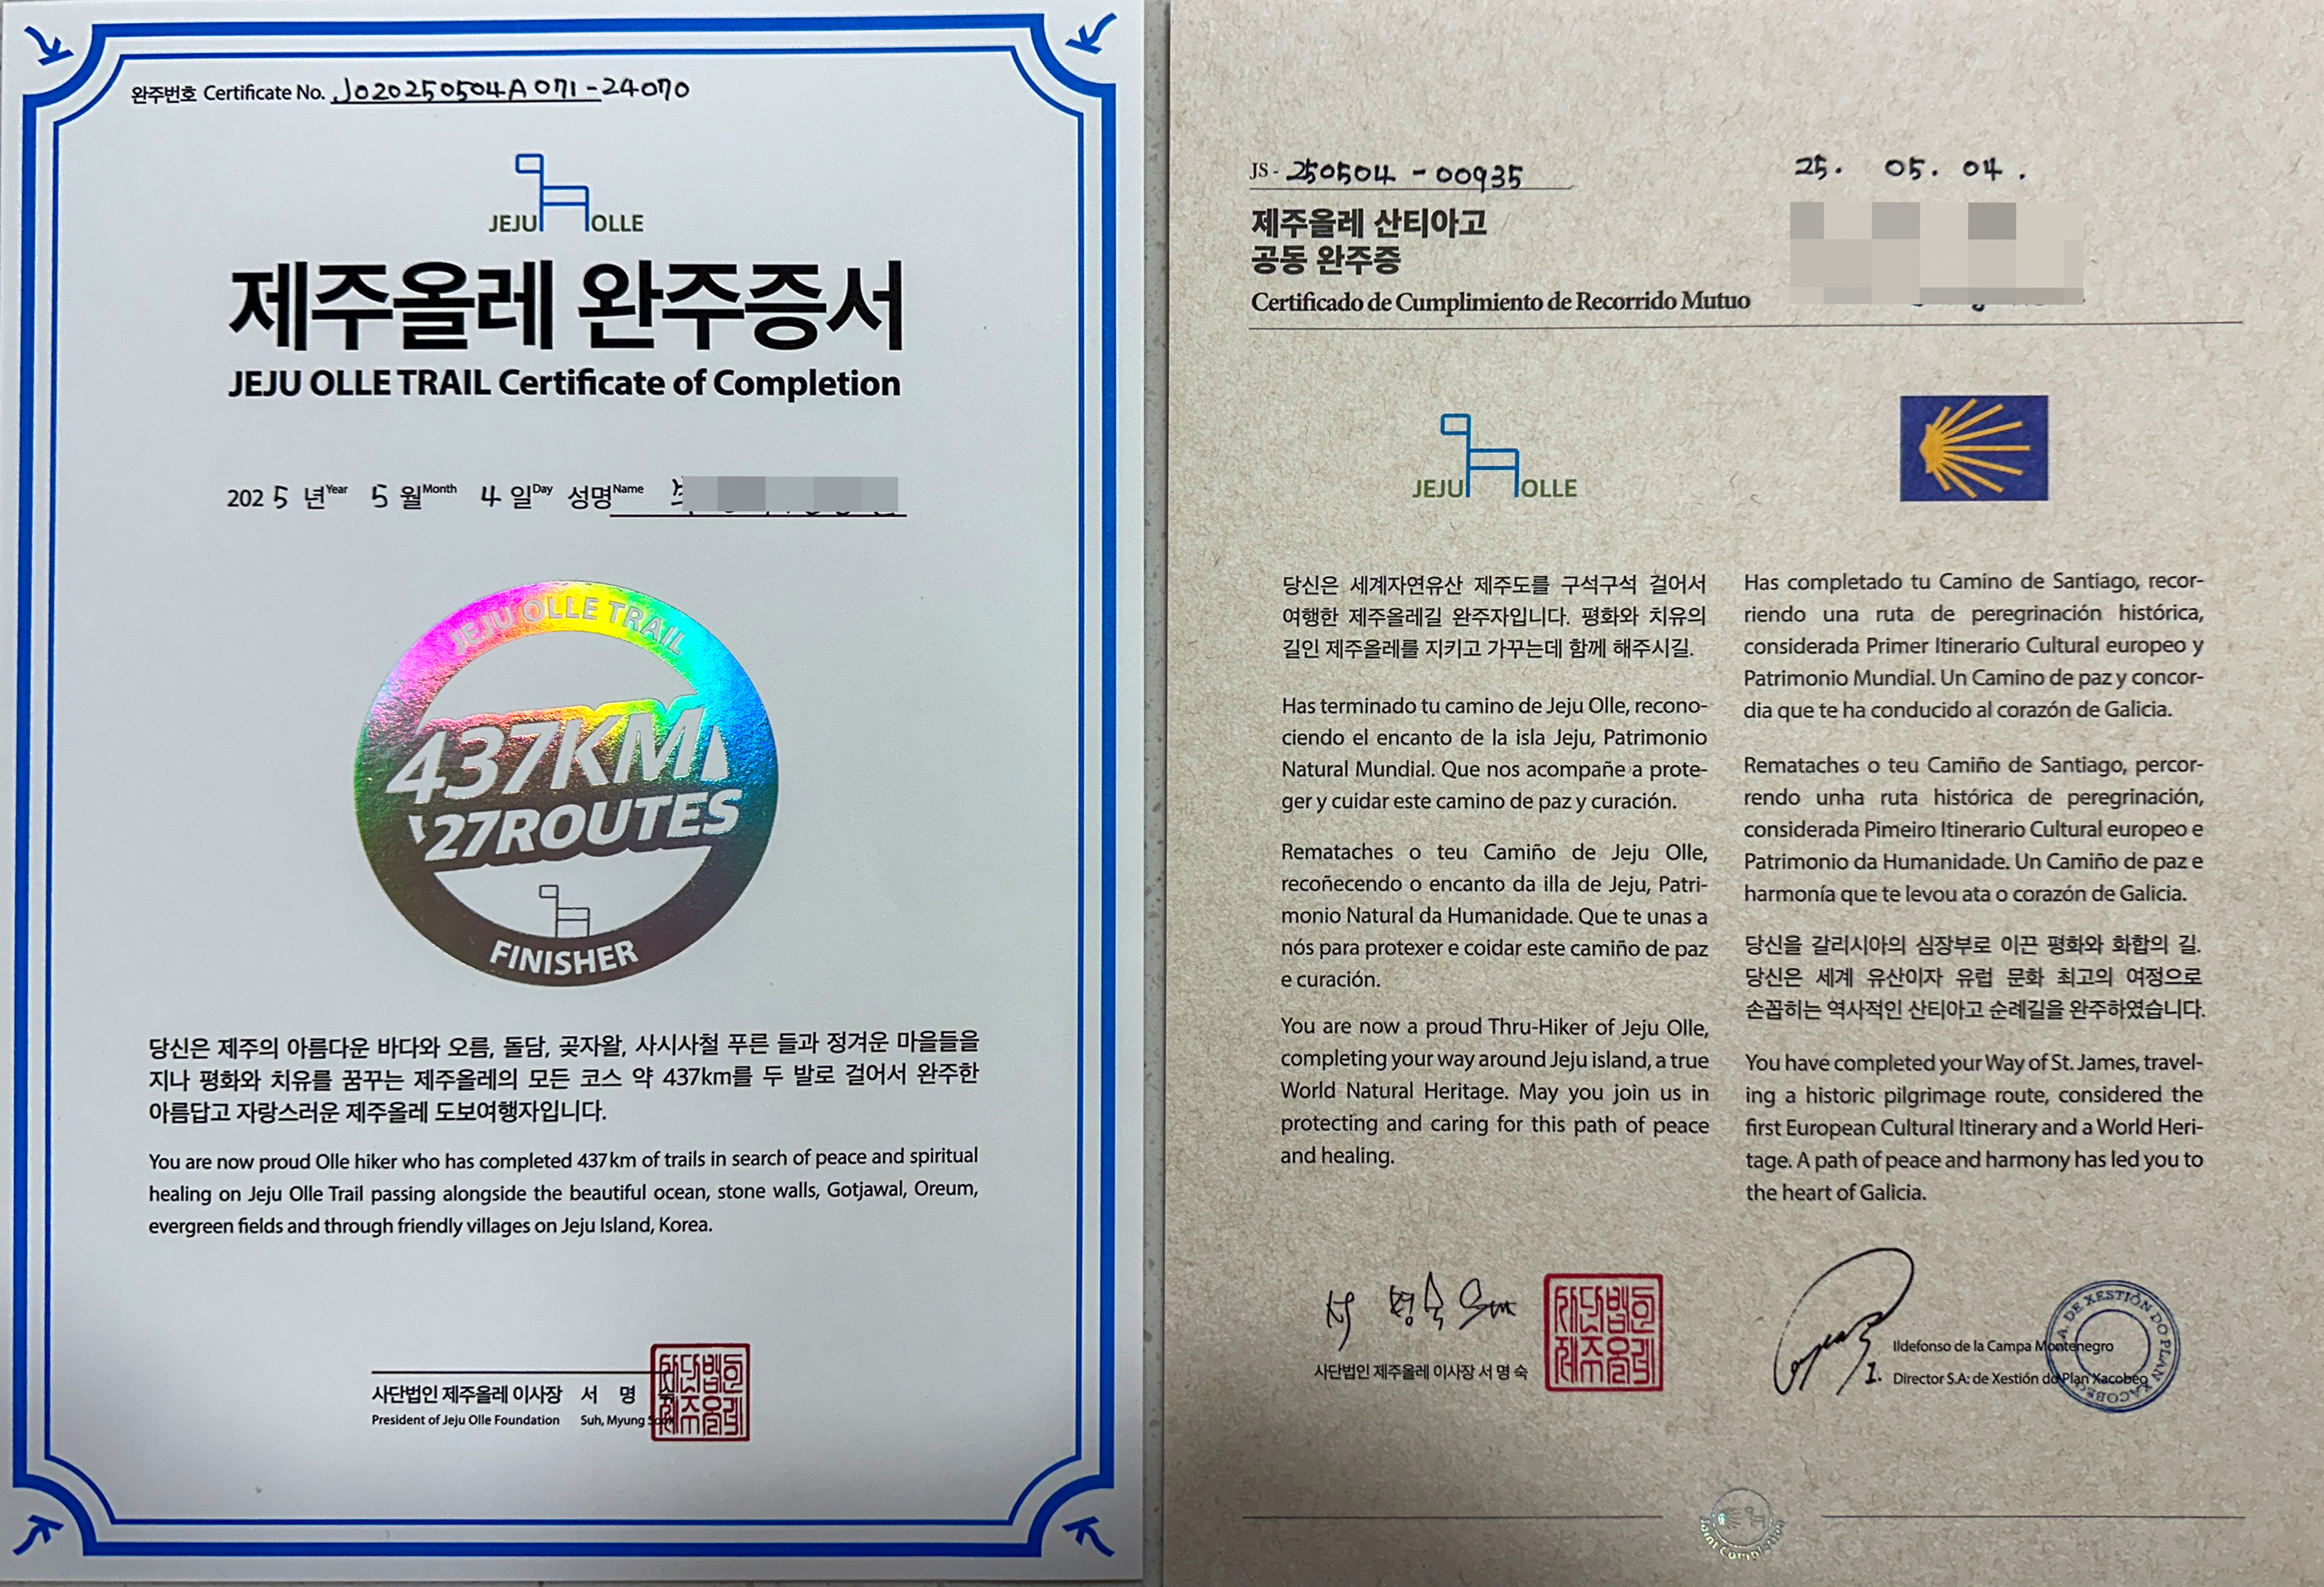 완주번호 Certificate No. JO20250504A071-24070
JEJU OLLE
제주올레 완주증서
JEJU OLLE TRAIL Certificate of Completion
2025 년Year 5 월Month 4 일Day 성명Name
JEJU OLLE TRAIL
437KM
27ROUTES
FINISHER
당신은 제주의 아름다운 바다와 오름, 돌담, 곶자왈, 사시사철 푸른 들과 정겨운 마을들을
지나 평화와 치유를 꿈꾸는 제주올레의 모든 코스 약 437km를 두 발로 걸어서 완주한
아름답고 자랑스러운 제주올레 도보여행자입니다.
You are now proud Olle hiker who has completed 437km of trails in search of peace and spiritual
healing on Jeju Olle Trail passing alongside the beautiful ocean, stone walls, Gotjawal, Oreum,
evergreen fields and through friendly villages on Jeju Island, Korea.
사단법인 제주올레 이사장 서 명 숙
President of Jeju Olle Foundation Suh, Myung Sook
사단법인
제주올레
JS - 250504 - 00935
25. 05. 04.
제주올레 산티아고
공동 완주증
Certificado de Cumplimiento de Recorrido Mutuo
JEJU OLLE
당신은 세계자연유산 제주도를 구석구석 걸어서
여행한 제주올레길 완주자입니다. 평화와 치유의
길인 제주올레를 지키고 가꾸는데 함께 해주시길.
Has terminado tu camino de Jeju Olle, recono-
ciendo el encanto de la isla Jeju, Patrimonio
Natural Mundial. Que nos acompañe a prote-
ger y cuidar este camino de paz y curación.
Remataches o teu Camiño de Jeju Olle,
recoñecendo o encanto da illa de Jeju, Patri-
monio Natural da Humanidade. Que te unas a
nós para protexer e coidar este camiño de paz
e curación.
You are now a proud Thru-Hiker of Jeju Olle,
completing your way around Jeju island, a true
World Natural Heritage. May you join us in
protecting and caring for this path of peace
and healing.
서 명숙 Suh
사단법인 제주올레 이사장 서 명 숙
사단법인
제주올레
Has completado tu Camino de Santiago, recor-
riendo una ruta de peregrinación histórica,
considerada Primer Itinerario Cultural europeo y
Patrimonio Mundial. Un Camino de paz y concor-
dia que te ha conducido al corazón de Galicia.
Remataches o teu Camiño de Santiago, percor-
rendo unha ruta histórica de peregrinación,
considerada Pimeiro Itinerario Cultural europeo e
Patrimonio da Humanidade. Un Camiño de paz e
harmonía que te levou ata o corazón de Galicia.
당신을 갈리시아의 심장부로 이끈 평화와 화합의 길.
당신은 세계 유산이자 유럽 문화 최고의 여정으로
손꼽히는 역사적인 산티아고 순례길을 완주하였습니다.
You have completed your Way of St. James, travel-
ing a historic pilgrimage route, considered the
first European Cultural Itinerary and a World Heri-
tage. A path of peace and harmony has led you to
the heart of Galicia.
Ildefonso de la Campa Montenegro
Director S.A: de Xestión do Plan Xacobeo
S.A. DE XESTIÓN DO PLAN XACOBEO
Joint Completion